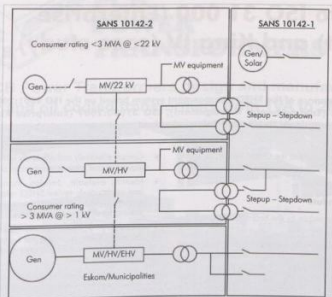 SANS 10142-2
SANS 10142-1
Consumer rating <3 MVA @ <22 kV
MV equipment
Gen/
Solar
Gen
MV/22 kV
Stepup – Stepdown
MV equipment
Gen
MV/HV
Consumer rating
> 3 MVA @ > 1 kV
Stepup – Stepdown
Gen
MV/HV/EHV
Eskom/Municipalities